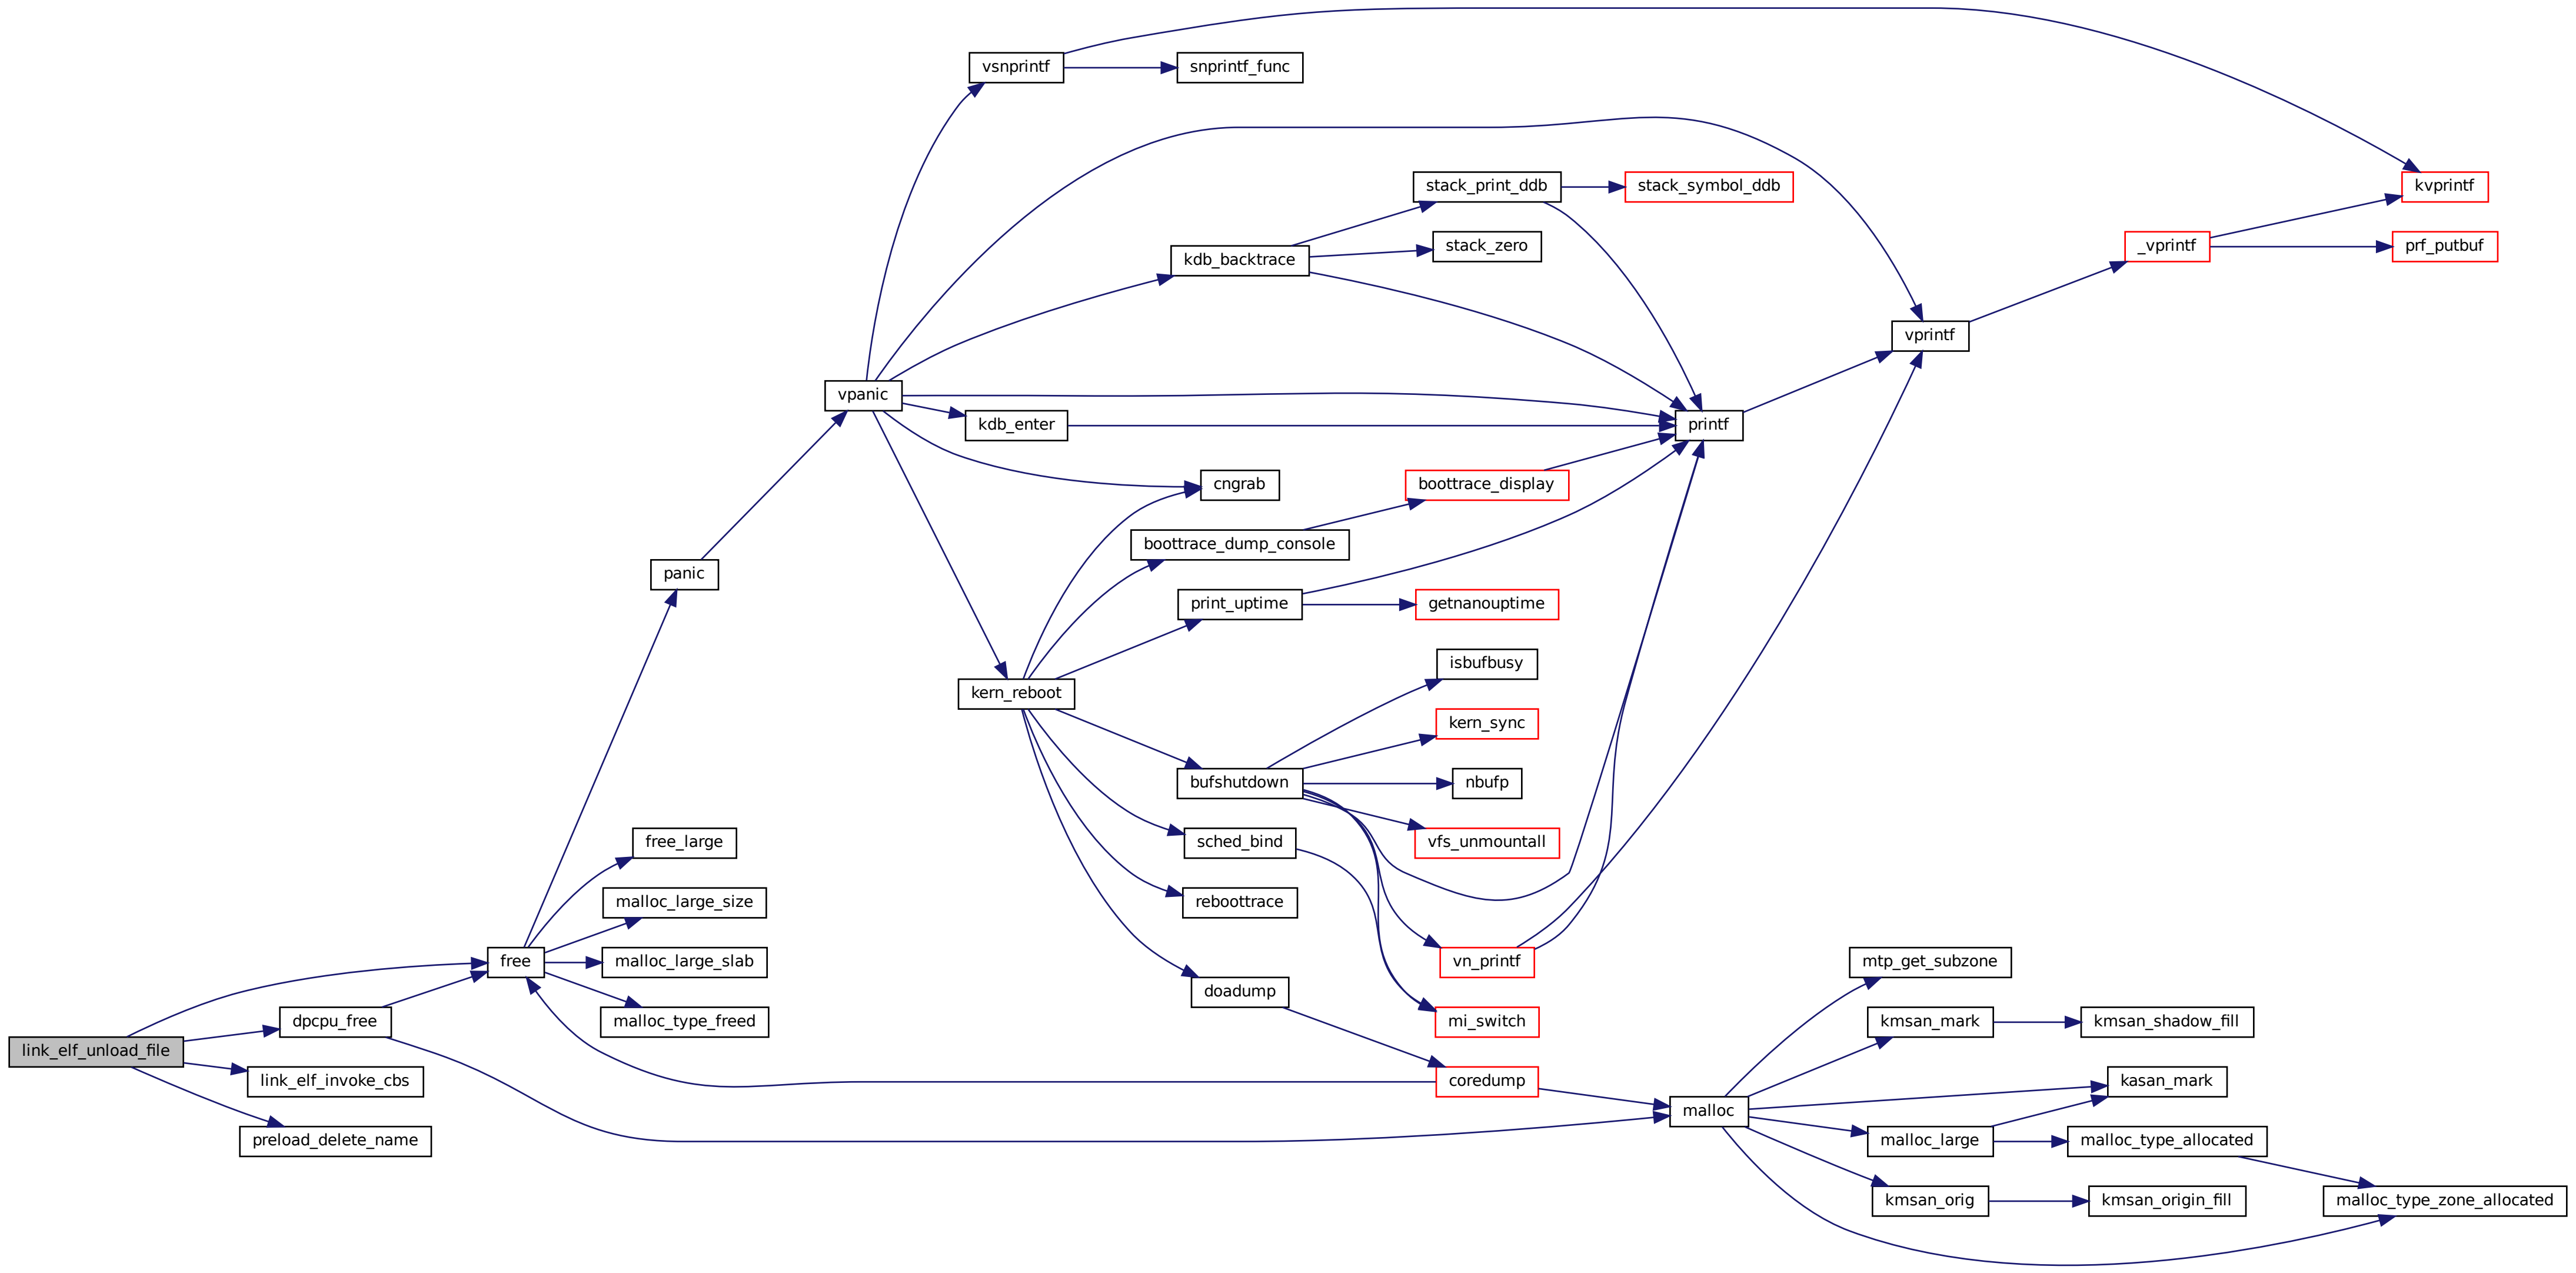 vsnprintf
snprintf_func
stack_print_ddb
stack_symbol_ddb
kvprintf
kdb_backtrace
stack_zero
_vprintf
prf_putbuf
vprintf
vpanic
kdb_enter
printf
cngrab
boottrace_display
boottrace_dump_console
panic
print_uptime
getnanouptime
kern_reboot
isbufbusy
kern_sync
bufshutdown
nbufp
free_large
sched_bind
vfs_unmountall
malloc_large_size
reboottrace
free
malloc_large_slab
vn_printf
mtp_get_subzone
doadump
dpcpu_free
malloc_type_freed
mi_switch
kmsan_mark
kmsan_shadow_fill
link_elf_unload_file
link_elf_invoke_cbs
coredump
kasan_mark
malloc
preload_delete_name
malloc_large
malloc_type_allocated
kmsan_orig
kmsan_origin_fill
malloc_type_zone_allocated